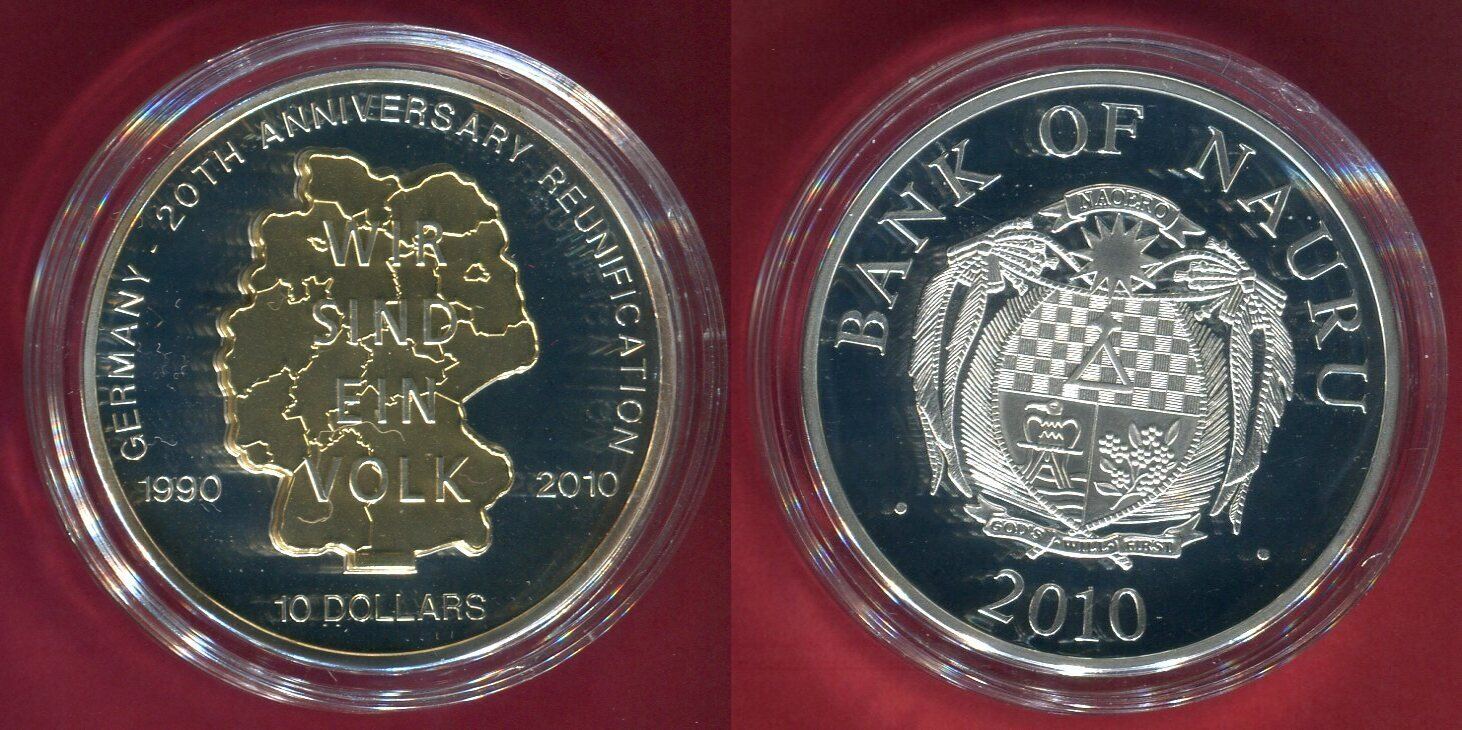 GERMANY - 20TH ANNIVERSARY REUNIFICATION
WIR
SIND
EIN
VOLK
1990
2010
10 DOLLARS
BANK OF NAURU
NAOERO
GOD'S WILL FIRST
2010